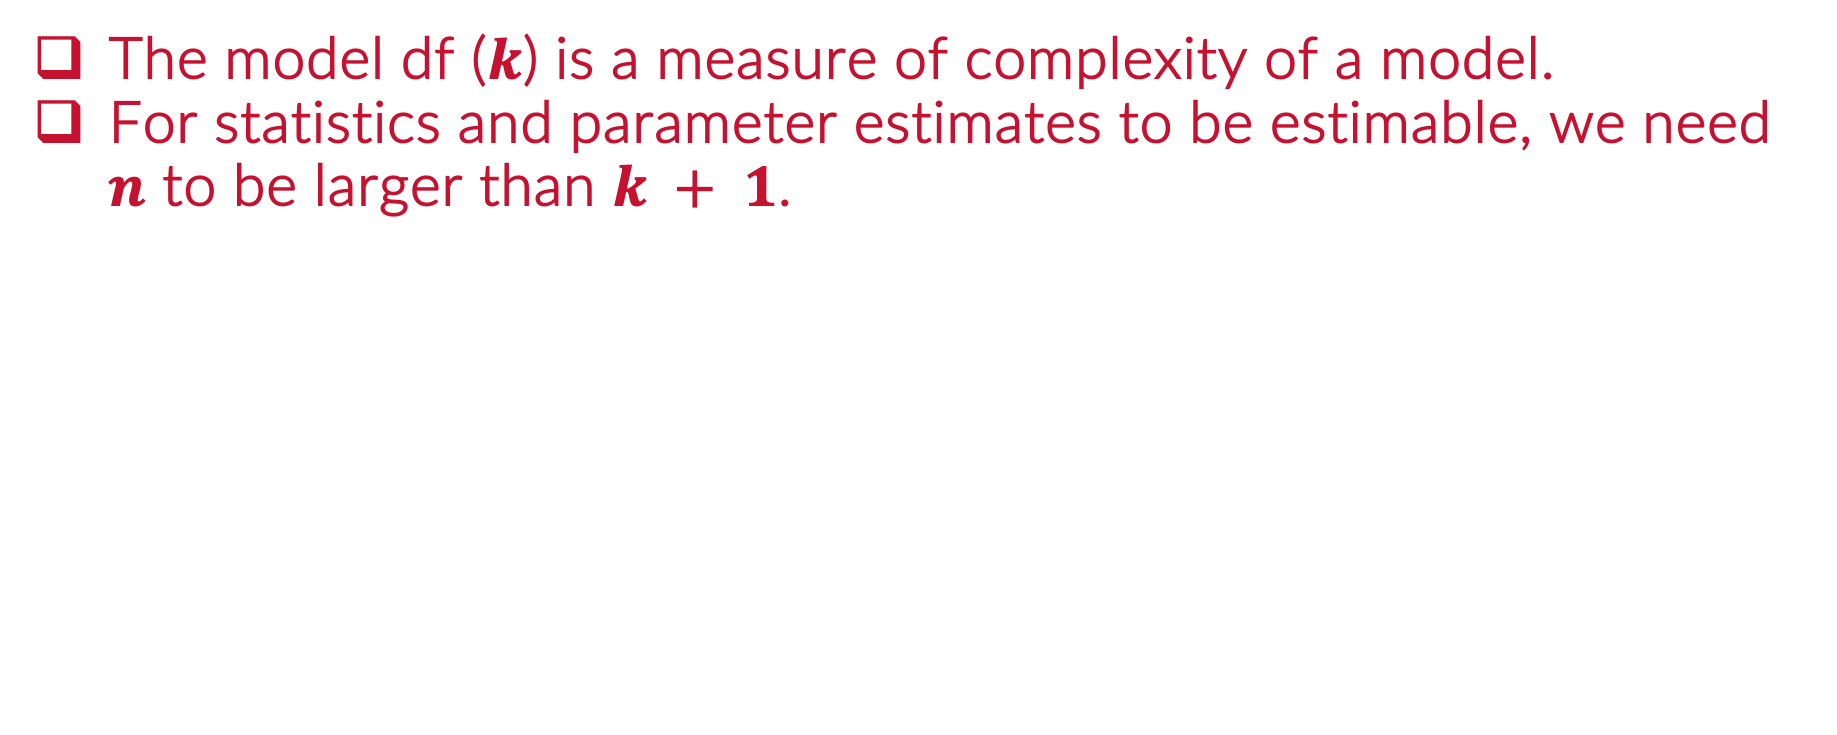 ❑ The model df (k) is a measure of complexity of a model.
❑ For statistics and parameter estimates to be estimable, we need
n to be larger than k + 1.